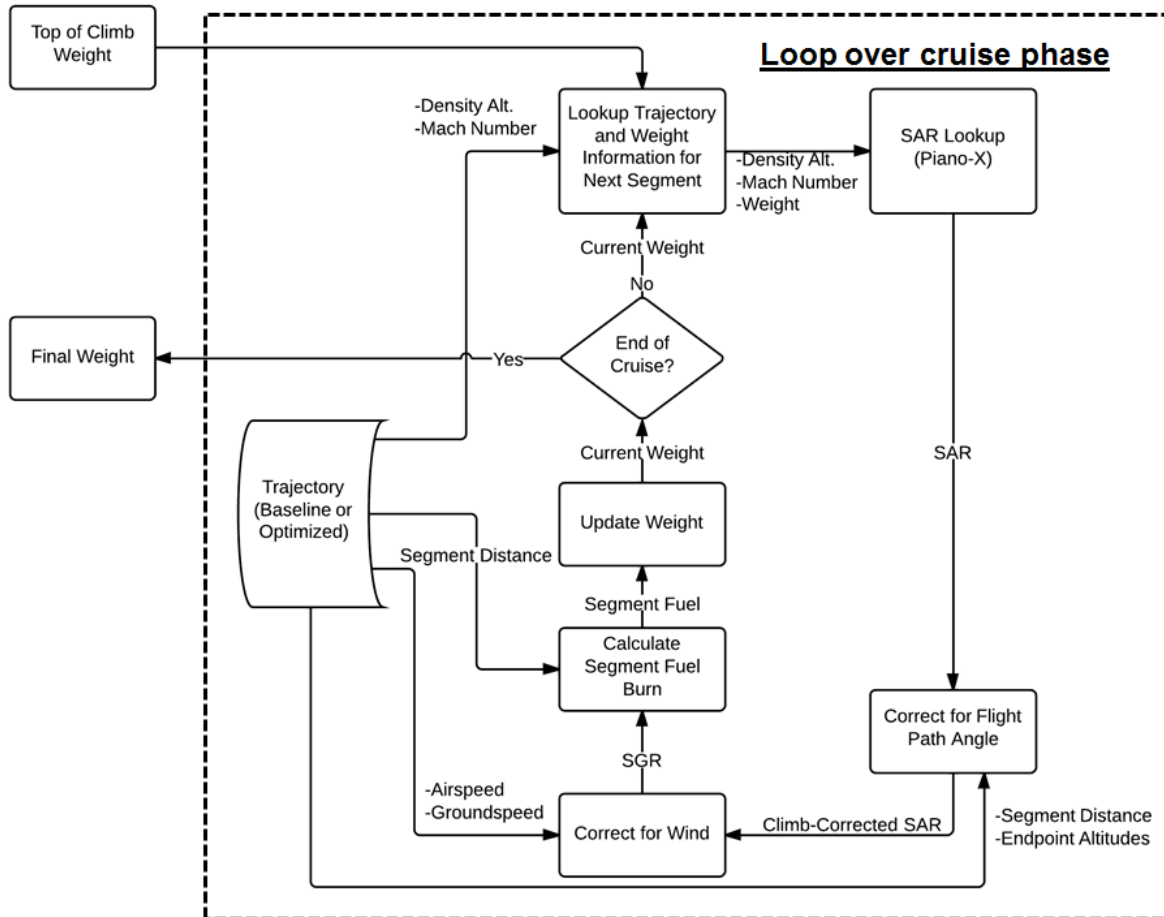 Top of Climb
Weight
Loop over cruise phase
-Density Alt.
-Mach Number
Lookup Trajectory
and Weight
Information for
Next Segment
-Density Alt.
-Mach Number
-Weight
SAR Lookup
(Piano-X)
Current Weight
No
Final Weight
Yes
End of
Cruise?
Current Weight
SAR
Trajectory
(Baseline or
Optimized)
Update Weight
Segment Distance
Segment Fuel
Calculate
Segment Fuel
Burn
Correct for Flight
Path Angle
SGR
-Airspeed
-Groundspeed
Correct for Wind
Climb-Corrected SAR
-Segment Distance
-Endpoint Altitudes